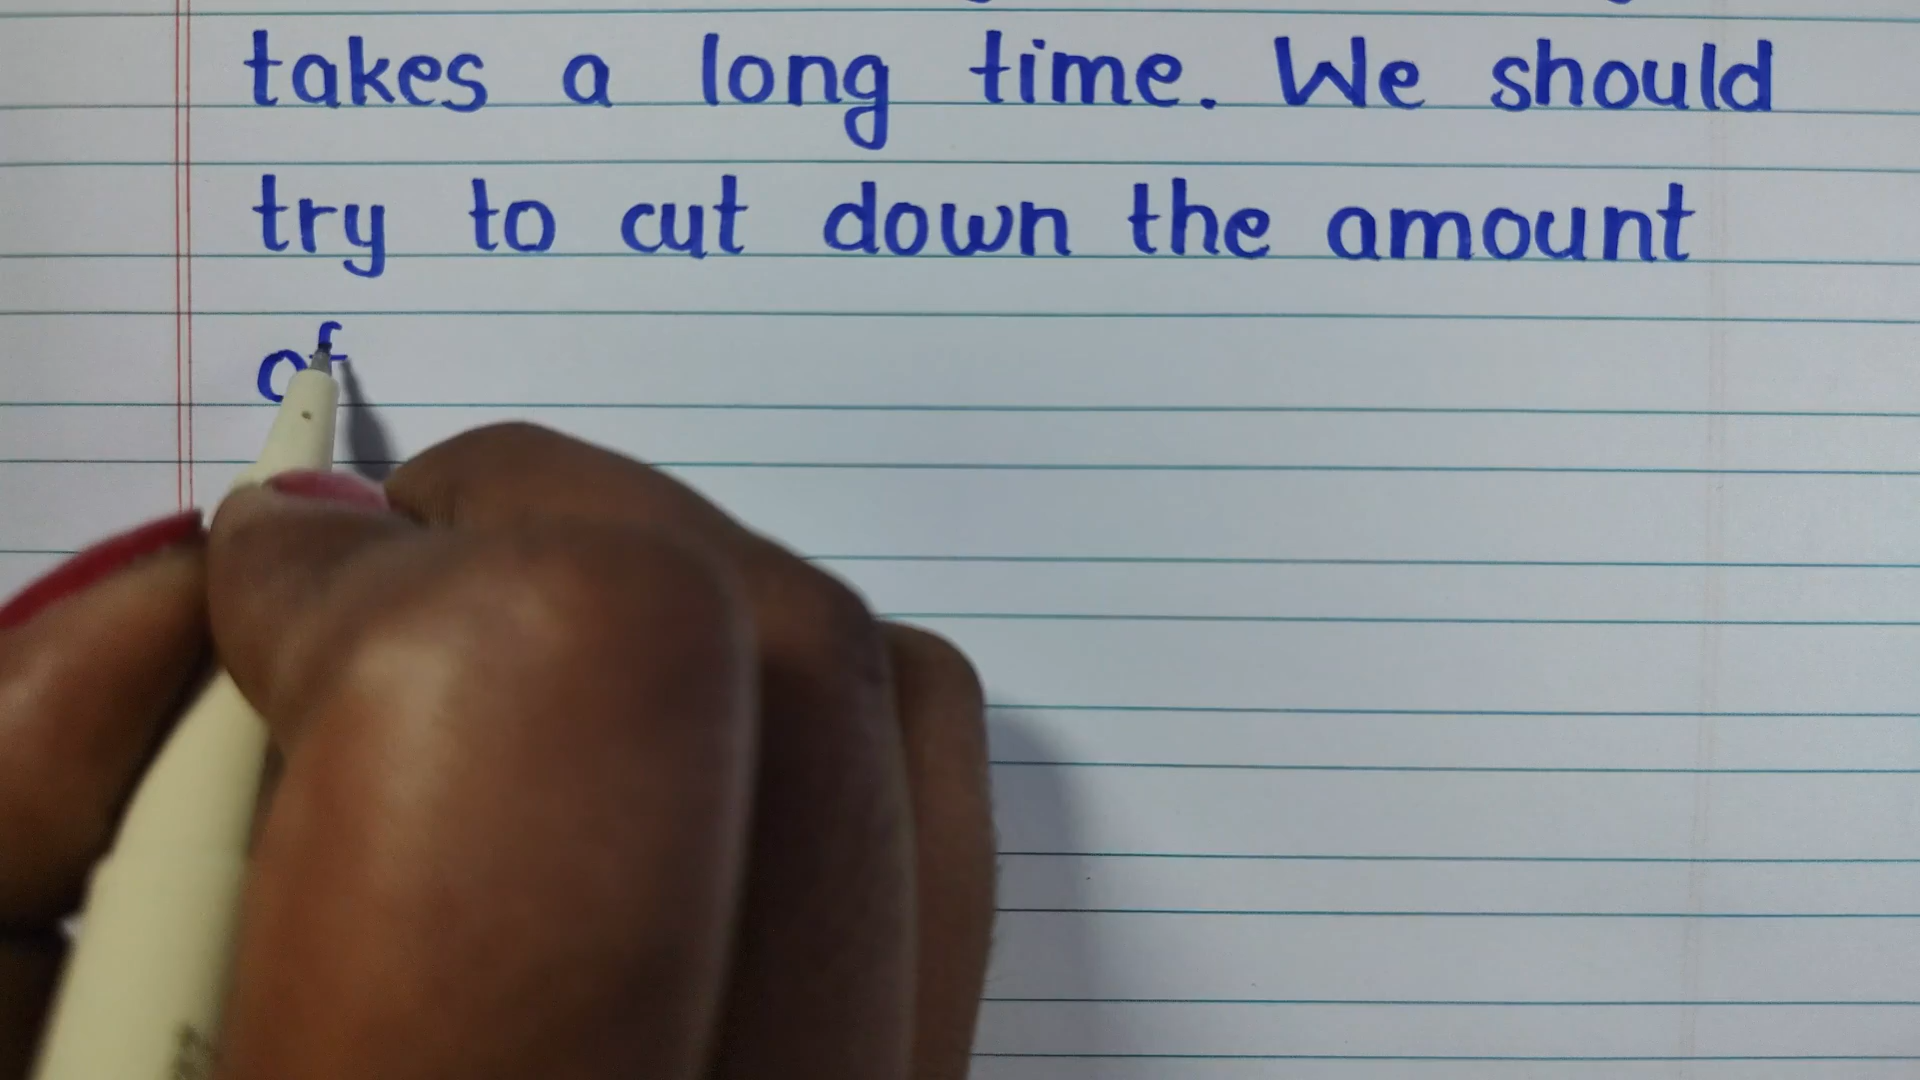 takes a long time. We should
try to cut down the amount
of